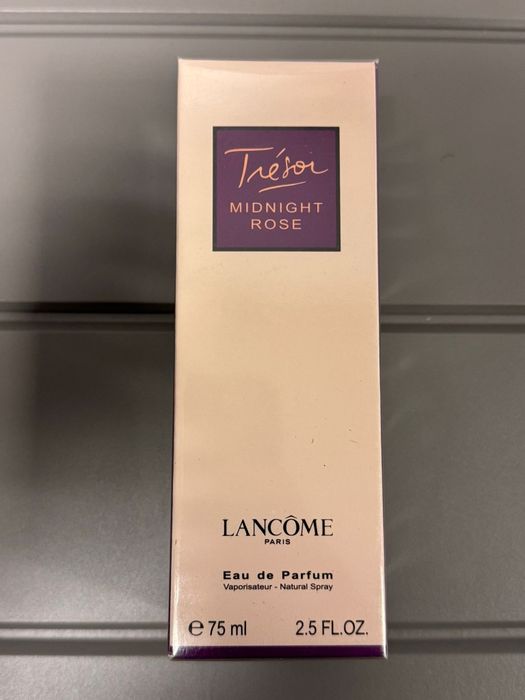 Trésor
MIDNIGHT
ROSE
LANCÔME
PARIS
Eau de Parfum
Vaporisateur - Natural Spray
℮ 75 ml 2.5 FL.OZ.